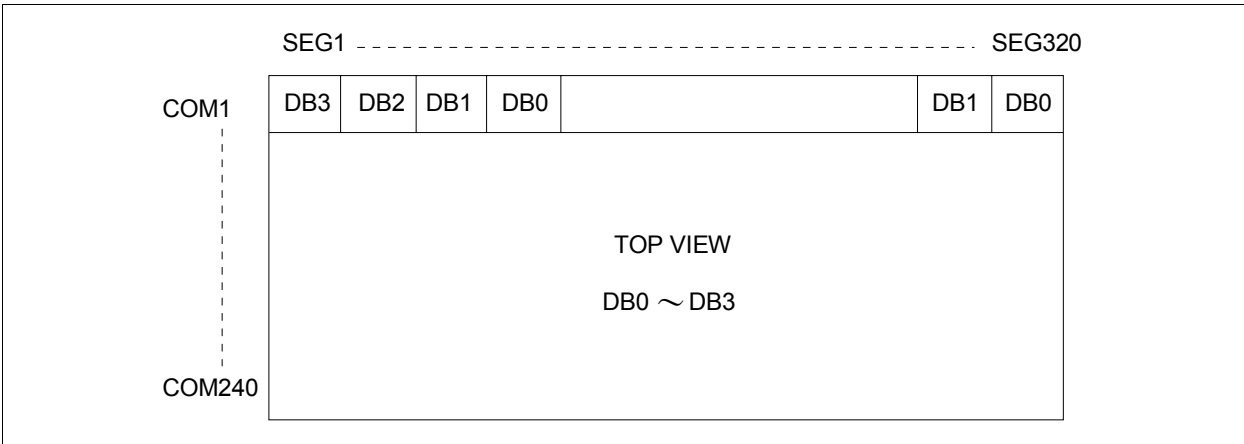 SEG1 SEG320
COM1 DB3 DB2 DB1 DB0 DB1 DB0
TOP VIEW
DB0 ～ DB3
COM240